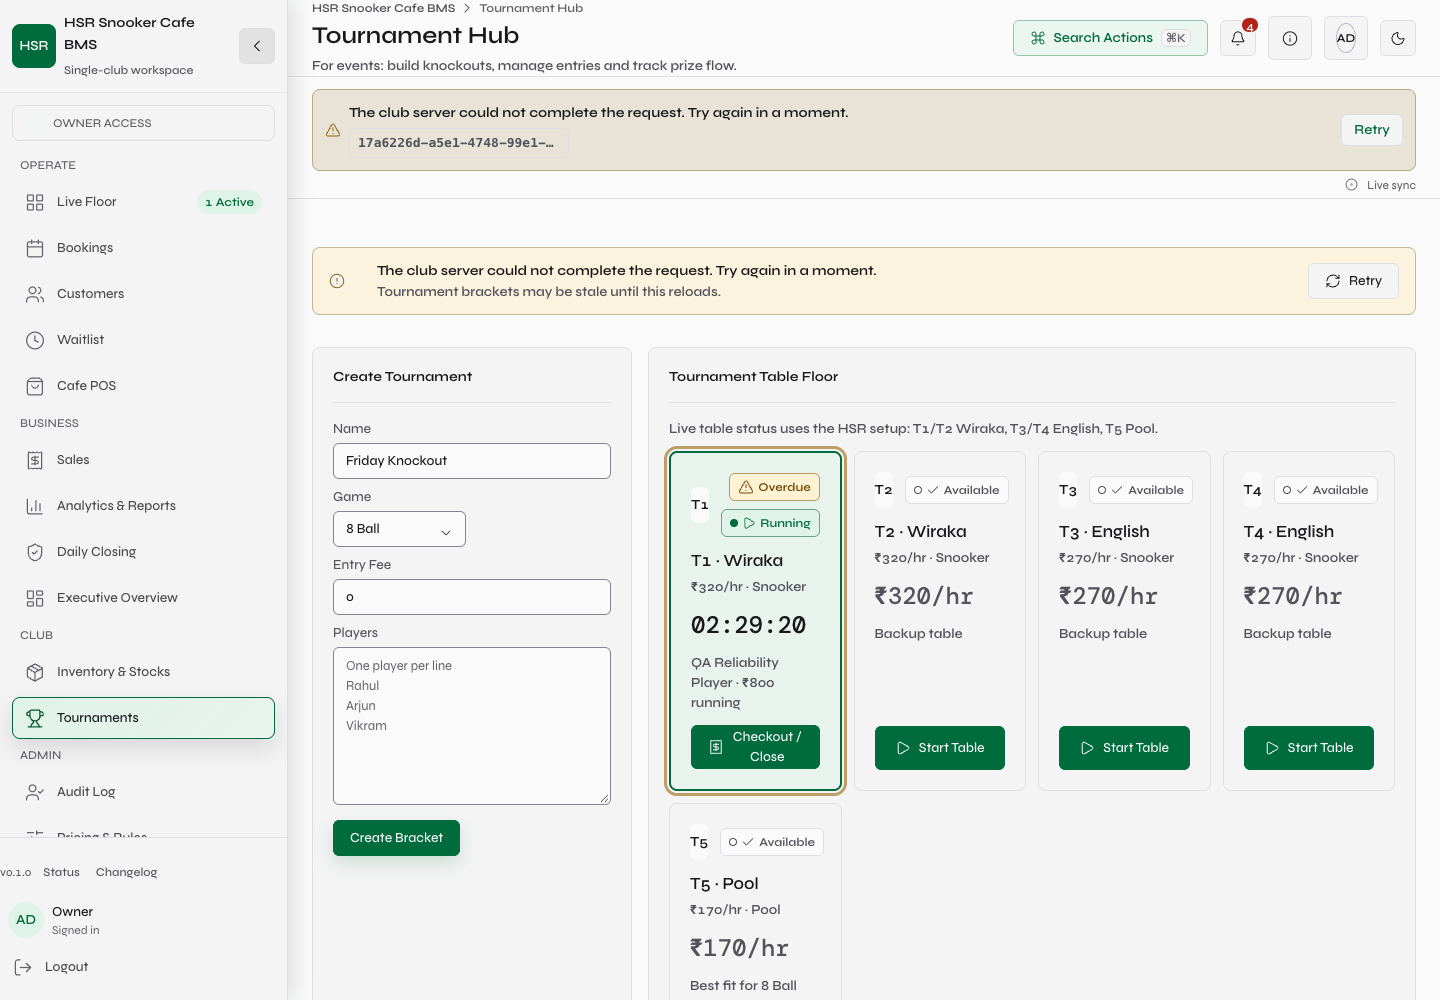 HSR
HSR Snooker Cafe
BMS
Single-club workspace
OWNER ACCESS
OPERATE
Live Floor
1 Active
Bookings
Customers
Waitlist
Cafe POS
BUSINESS
Sales
Analytics & Reports
Daily Closing
Executive Overview
CLUB
Inventory & Stocks
Tournaments
ADMIN
Audit Log
Pricing & Rules
v0.1.0 Status Changelog
AD
Owner
Signed in
Logout
HSR Snooker Cafe BMS > Tournament Hub
Tournament Hub
For events: build knockouts, manage entries and track prize flow.
Search Actions ⌘K
4
AD
The club server could not complete the request. Try again in a moment.
17a6226d-a5e1-4748-99e1-…
Retry
Live sync
The club server could not complete the request. Try again in a moment.
Tournament brackets may be stale until this reloads.
Retry
Create Tournament
Name
Friday Knockout
Game
8 Ball
Entry Fee
0
Players
One player per line
Rahul
Arjun
Vikram
Create Bracket
Tournament Table Floor
Live table status uses the HSR setup: T1/T2 Wiraka, T3/T4 English, T5 Pool.
T1
Overdue
Running
T1 · Wiraka
₹320/hr · Snooker
02:29:20
QA Reliability
Player · ₹800
running
Checkout /
Close
T2
Available
T2 · Wiraka
₹320/hr · Snooker
₹320/hr
Backup table
Start Table
T3
Available
T3 · English
₹270/hr · Snooker
₹270/hr
Backup table
Start Table
T4
Available
T4 · English
₹270/hr · Snooker
₹270/hr
Backup table
Start Table
T5
Available
T5 · Pool
₹170/hr · Pool
₹170/hr
Best fit for 8 Ball